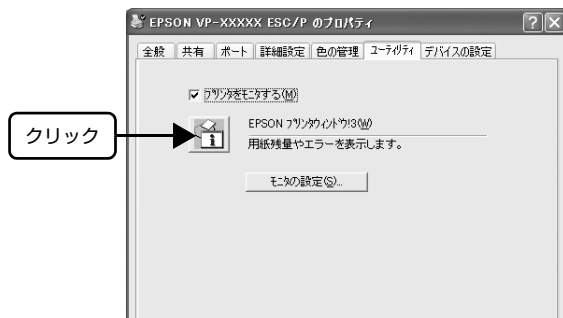 EPSON VP-XXXXX ESC/P のプロパティ
全般 共有 ポート 詳細設定 色の管理 ユーティリティ デバイスの設定
プリンタをモニタする(M)
クリック
EPSON プリンタウィンドウ!3(W)
用紙残量やエラーを表示します。
モニタの設定(S)...